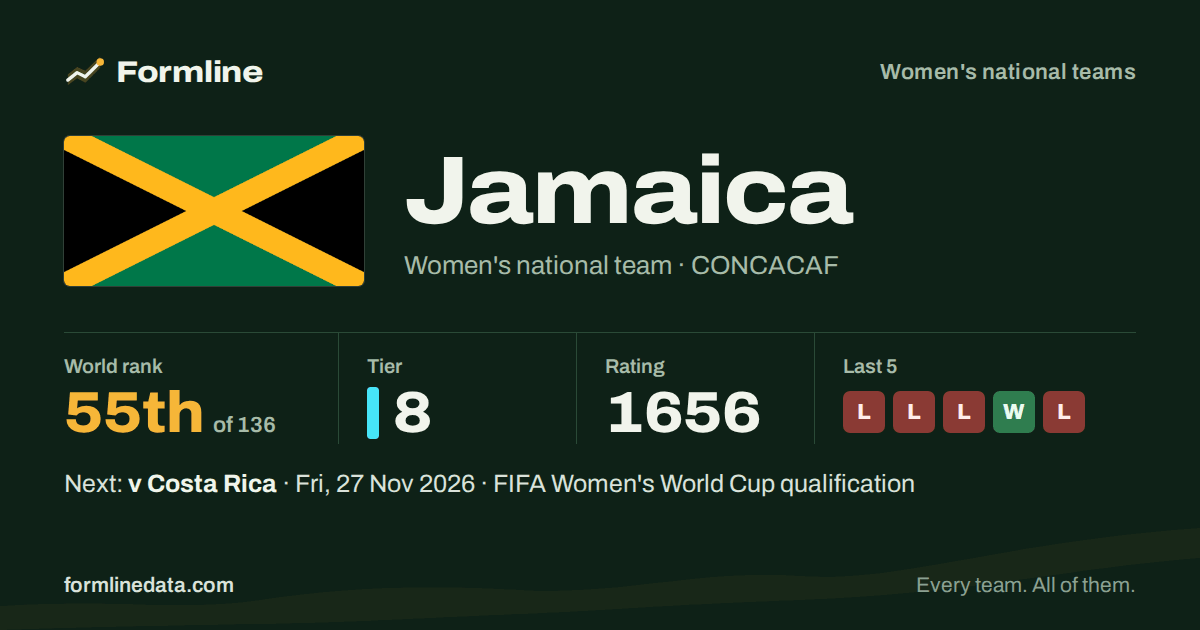 Formline
Women's national teams
Jamaica
Women's national team · CONCACAF
World rank
55th of 136
Tier
8
Rating
1656
Last 5
L L L W L
Next: v Costa Rica · Fri, 27 Nov 2026 · FIFA Women's World Cup qualification
formlinedata.com
Every team. All of them.